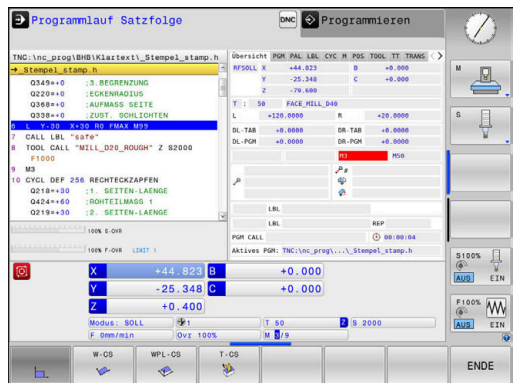 Programmlauf Satzfolge
DNC
Programmieren
TNC:\nc_prog\BHB\Klartext\_Stempel_stamp.h
→_Stempel_stamp.h
Q349=+0 ;3.BEGRENZUNG
Q220=+0 ;ECKENRADIUS
Q368=+0 ;AUFMASS SEITE
Q338=+0 ;ZUST. SCHLICHTEN
6 L Y-30 X+30 R0 FMAX M99
7 CALL LBL "safe"
8 TOOL CALL "MILL_D20_ROUGH" Z S2000
F1000
9 M3
10 CYCL DEF 256 RECHTECKZAPFEN
Q218=+30 ;1. SEITEN-LAENGE
Q424=+60 ;ROHTEILMASS 1
Q219=+30 ;2. SEITEN-LAENGE
100% S-OVR
100% F-OVR LIMIT 1
Übersicht PGM PAL LBL CYC M POS TOOL TT TRANS
RFSOLL X +44.823 B +0.000
Y -25.348 C +0.000
Z -79.600
T : 50 FACE_MILL_D40
L +120.0000 R +20.0000
DL-TAB +0.0000 DR-TAB +0.0000
DL-PGM +0.0000 DR-PGM +0.0000
M3 M50
P
P#
LBL
LBL REP
PGM CALL 00:00:04
Aktives PGM: TNC:\nc_prog\...\_Stempel_stamp.h
X +44.823 B +0.000
Y -25.348 C +0.000
Z +0.400
Modus: SOLL 1 T 50 Z S 2000
F 0mm/min Ovr 100% M 5/9
M
S
S100%
AUS EIN
F100%
AUS EIN
W-CS
WPL-CS
T-CS
ENDE